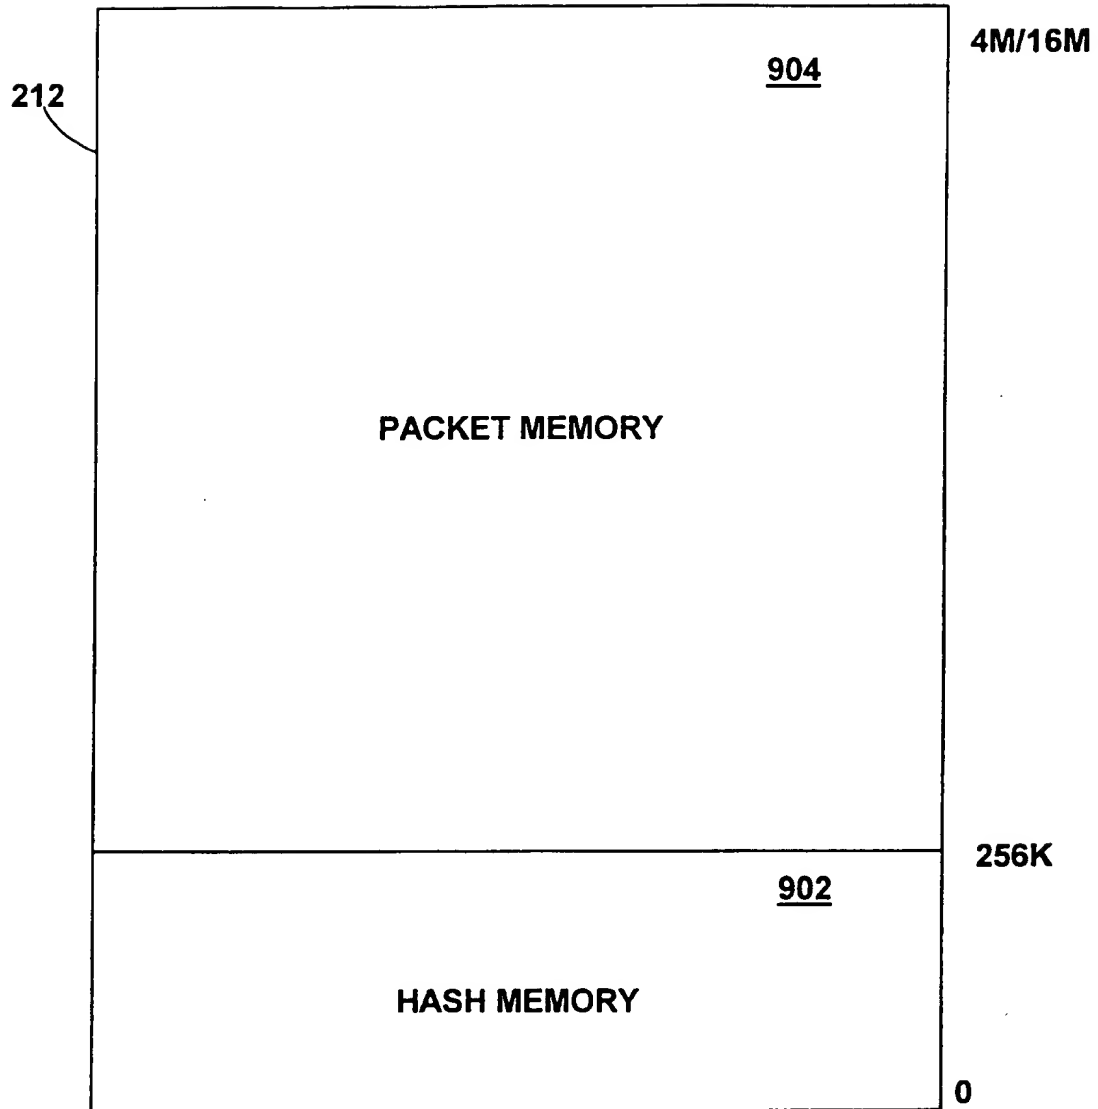 4M/16M
904
212
PACKET MEMORY
256K
902
HASH MEMORY
0